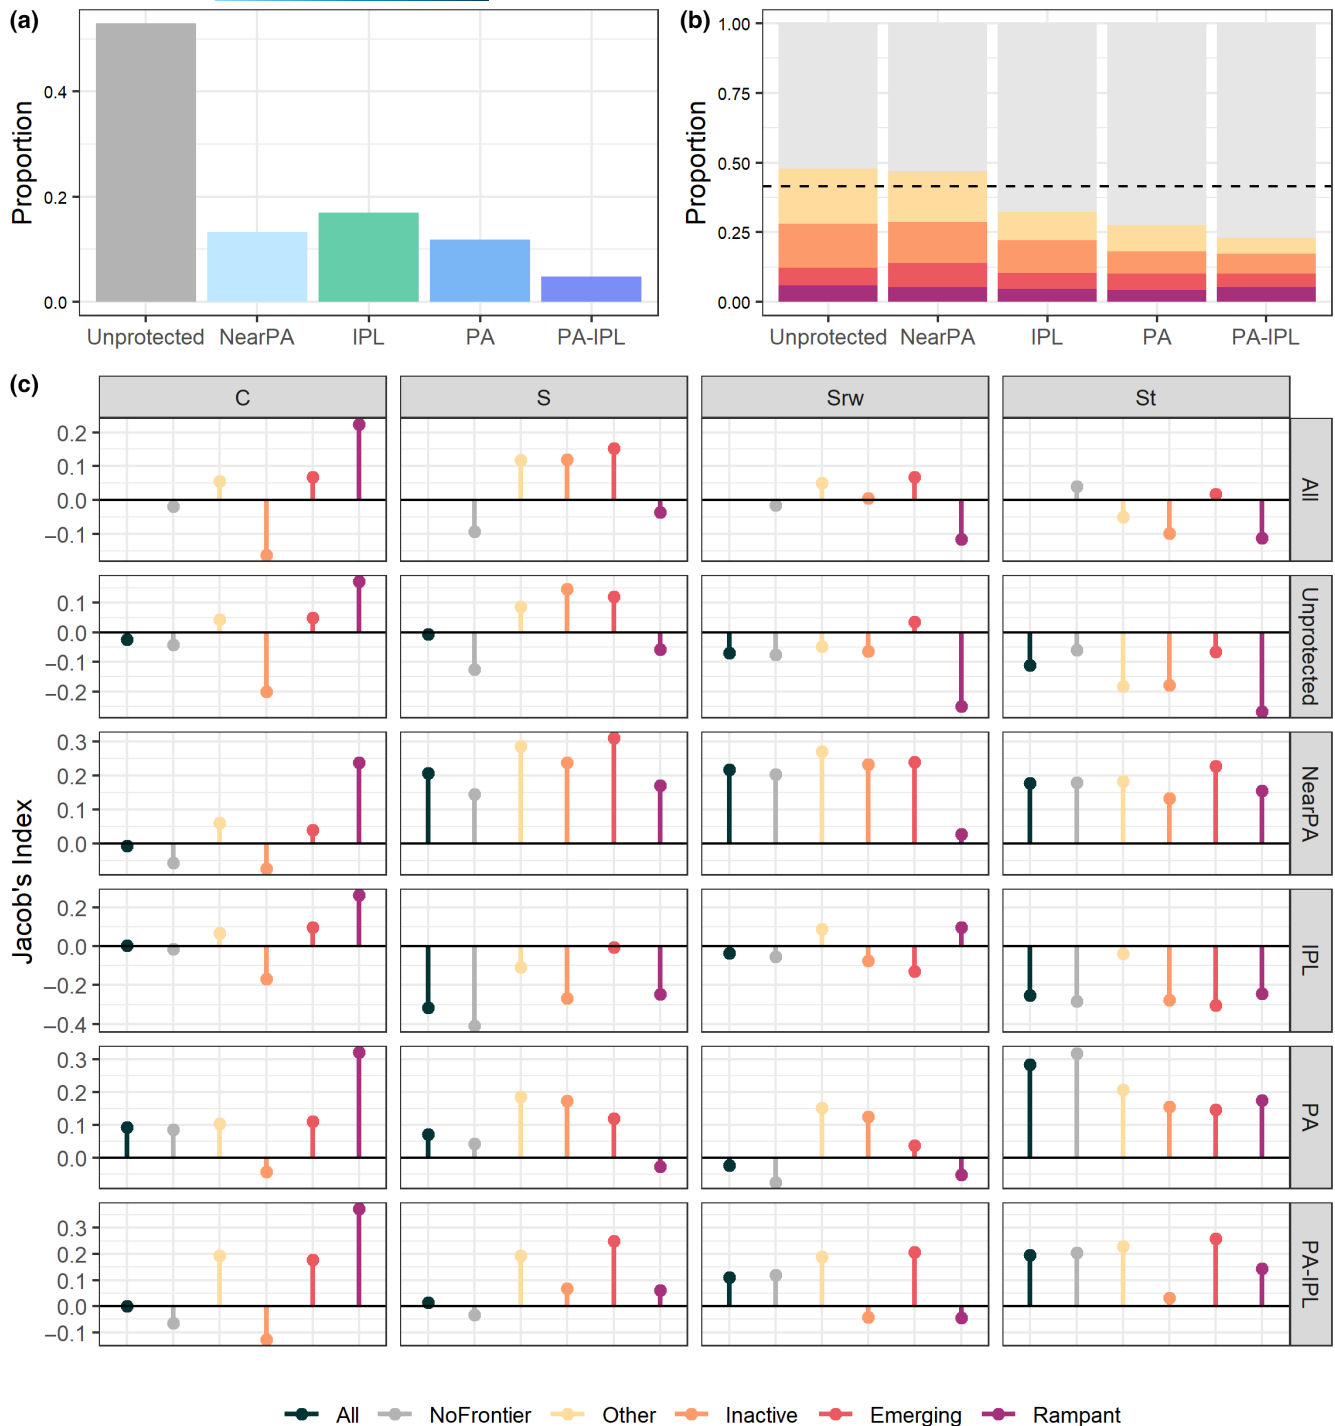 (a)
Proportion
0.4
0.2
0.0
Unprotected NearPA IPL PA PA-IPL
(b)
Proportion
1.00
0.75
0.50
0.25
0.00
Unprotected NearPA IPL PA PA-IPL
(c)
Jacob's Index
C S Srw St
0.2
0.1
0.0
−0.1
All
0.1
0.0
−0.1
−0.2
Unprotected
0.3
0.2
0.1
0.0
NearPA
0.2
0.0
−0.2
−0.4
IPL
0.3
0.2
0.1
0.0
PA
0.3
0.2
0.1
0.0
−0.1
PA-IPL
All NoFrontier Other Inactive Emerging Rampant